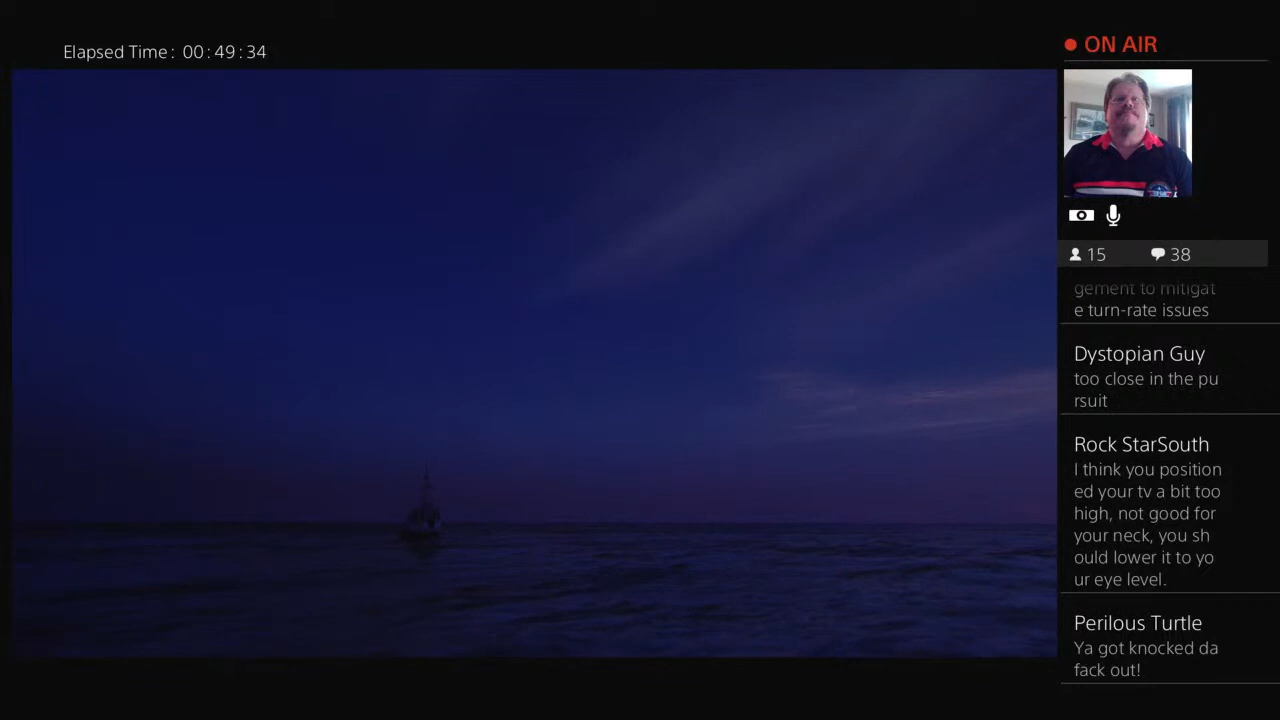 Elapsed Time: 00:49:34
ON AIR
15 38
gement to mitigat
e turn-rate issues
Dystopian Guy
too close in the pu
rsuit
Rock StarSouth
I think you position
ed your tv a bit too
high, not good for
your neck, you sh
ould lower it to yo
ur eye level.
Perilous Turtle
Ya got knocked da
fack out!